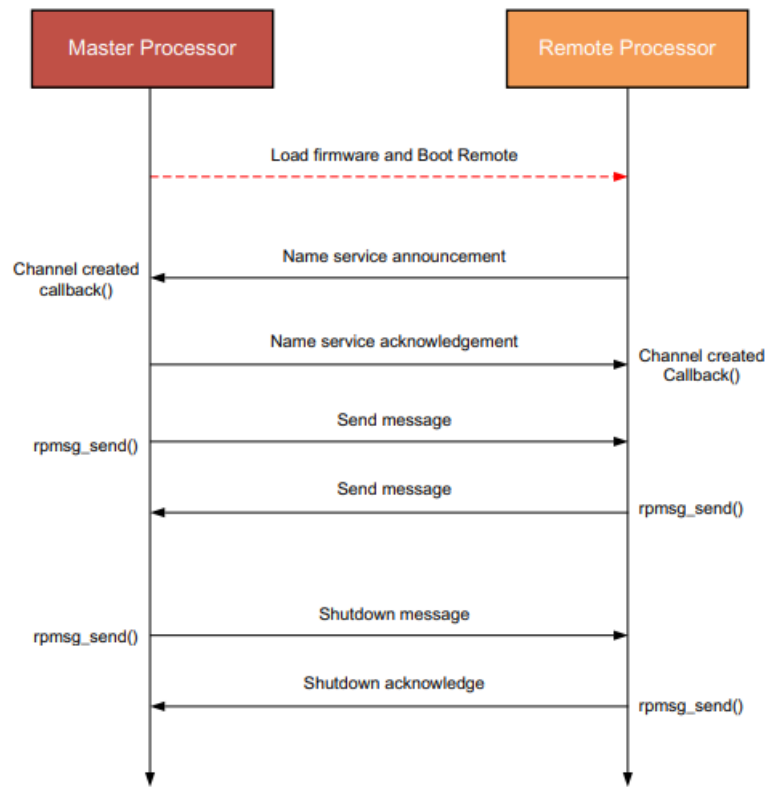 Master Processor
Remote Processor
Load firmware and Boot Remote
Name service announcement
Channel created
callback()
Name service acknowledgement
Channel created
Callback()
Send message
rpmsg_send()
Send message
rpmsg_send()
Shutdown message
rpmsg_send()
Shutdown acknowledge
rpmsg_send()